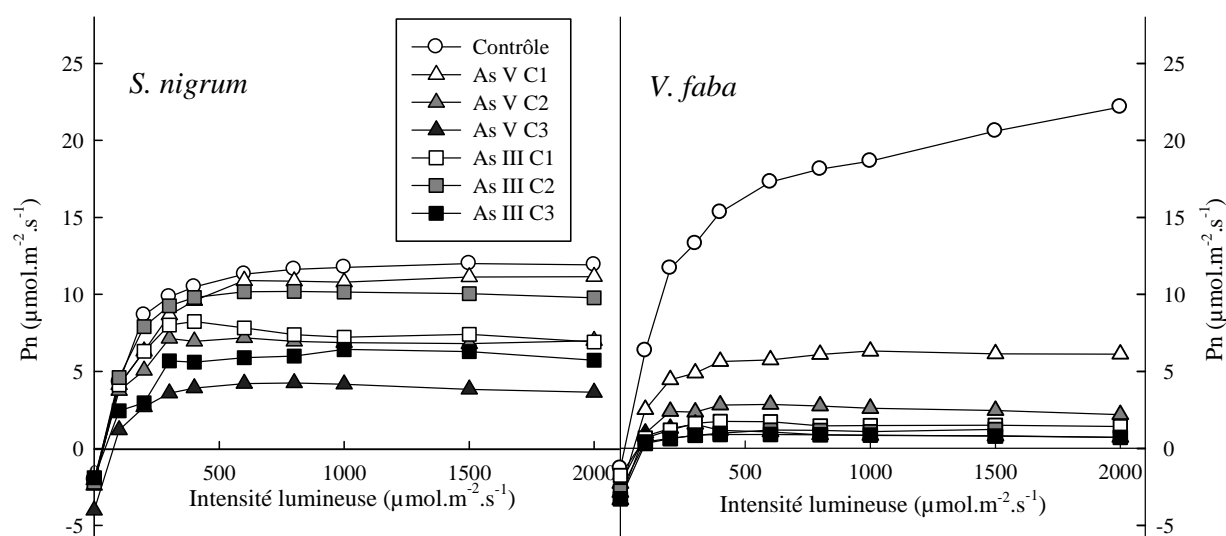 S. nigrum
Contrôle
As V C1
As V C2
As V C3
As III C1
As III C2
As III C3
V. faba
Pn (µmol.m⁻².s⁻¹)
25
20
15
10
5
0
-5
500
1000
1500
2000
Intensité lumineuse (µmol.m⁻².s⁻¹)
500
1000
1500
2000
Intensité lumineuse (µmol.m⁻².s⁻¹)
25
20
15
10
5
0
-5
Pn (µmol.m⁻².s⁻¹)